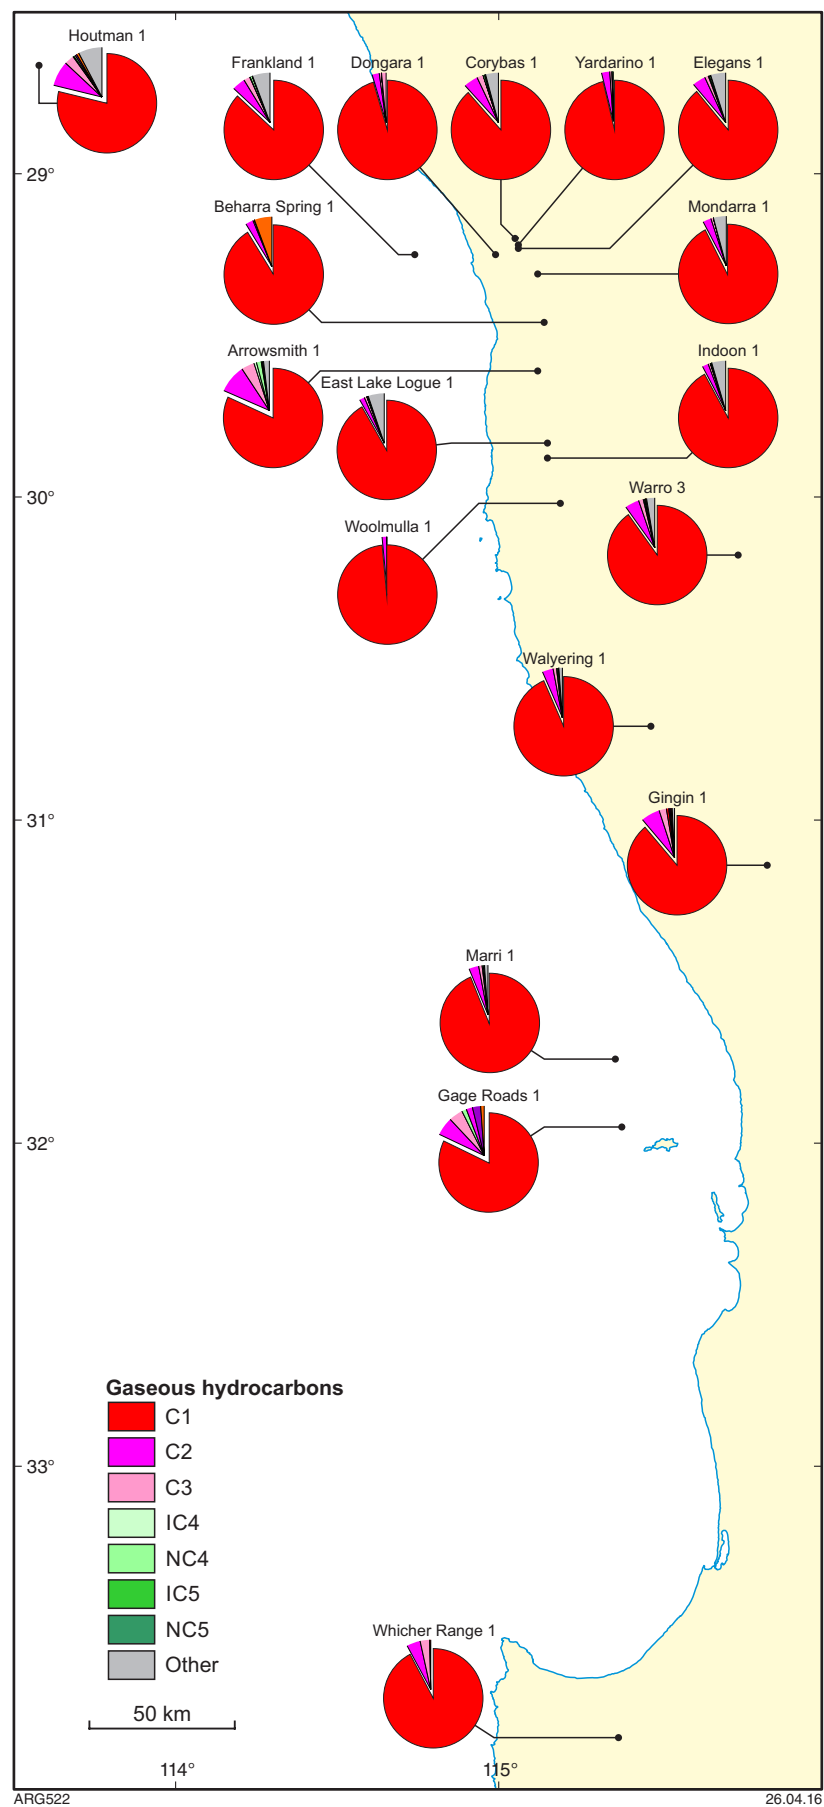 Houtman 1
Frankland 1
Dongara 1
Corybas 1
Yardarino 1
Elegans 1
29°
Beharra Spring 1
Mondarra 1
Arrowsmith 1
Indoon 1
East Lake Logue 1
30°
Warro 3
Woolmulla 1
Walyering 1
Gingin 1
31°
Marri 1
Gage Roads 1
32°
Gaseous hydrocarbons
C1
C2
33°
C3
IC4
NC4
IC5
NC5
Other
Whicher Range 1
50 km
114°
115°
ARG522
26.04.16